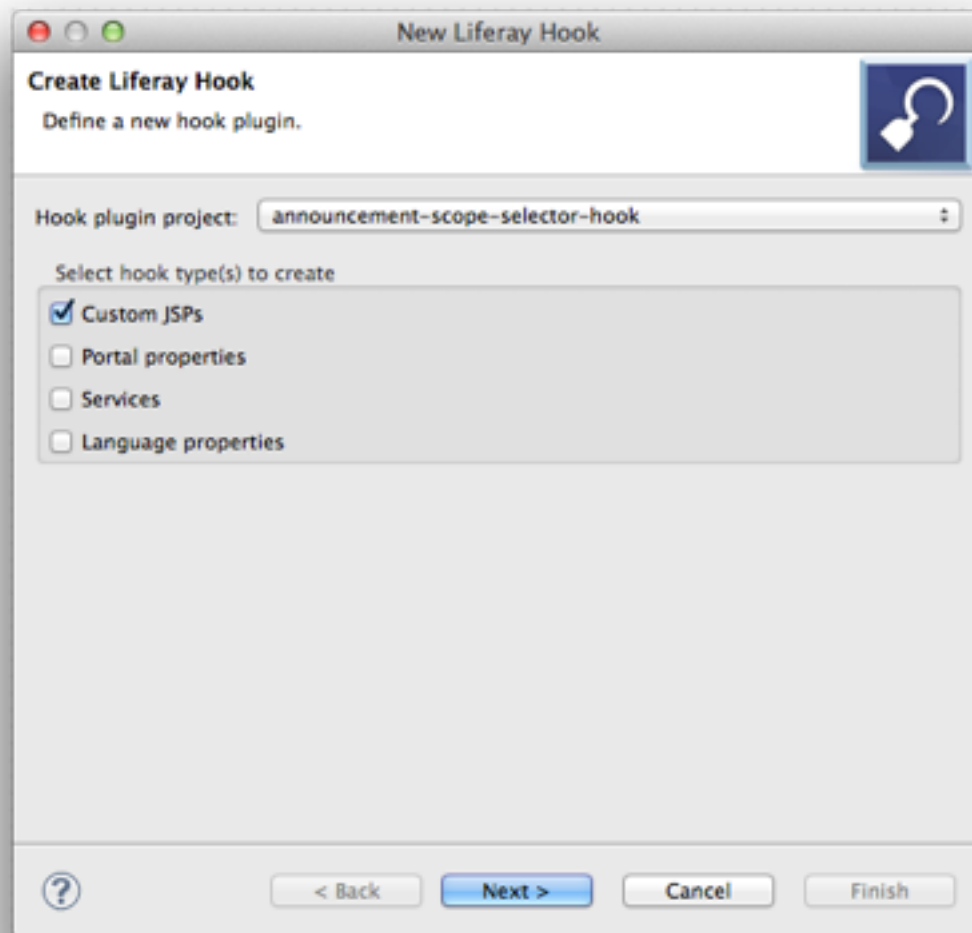 New Liferay Hook
Create Liferay Hook
Define a new hook plugin.
Hook plugin project: announcement-scope-selector-hook
Select hook type(s) to create
Custom JSPs
Portal properties
Services
Language properties
? < Back Next > Cancel Finish